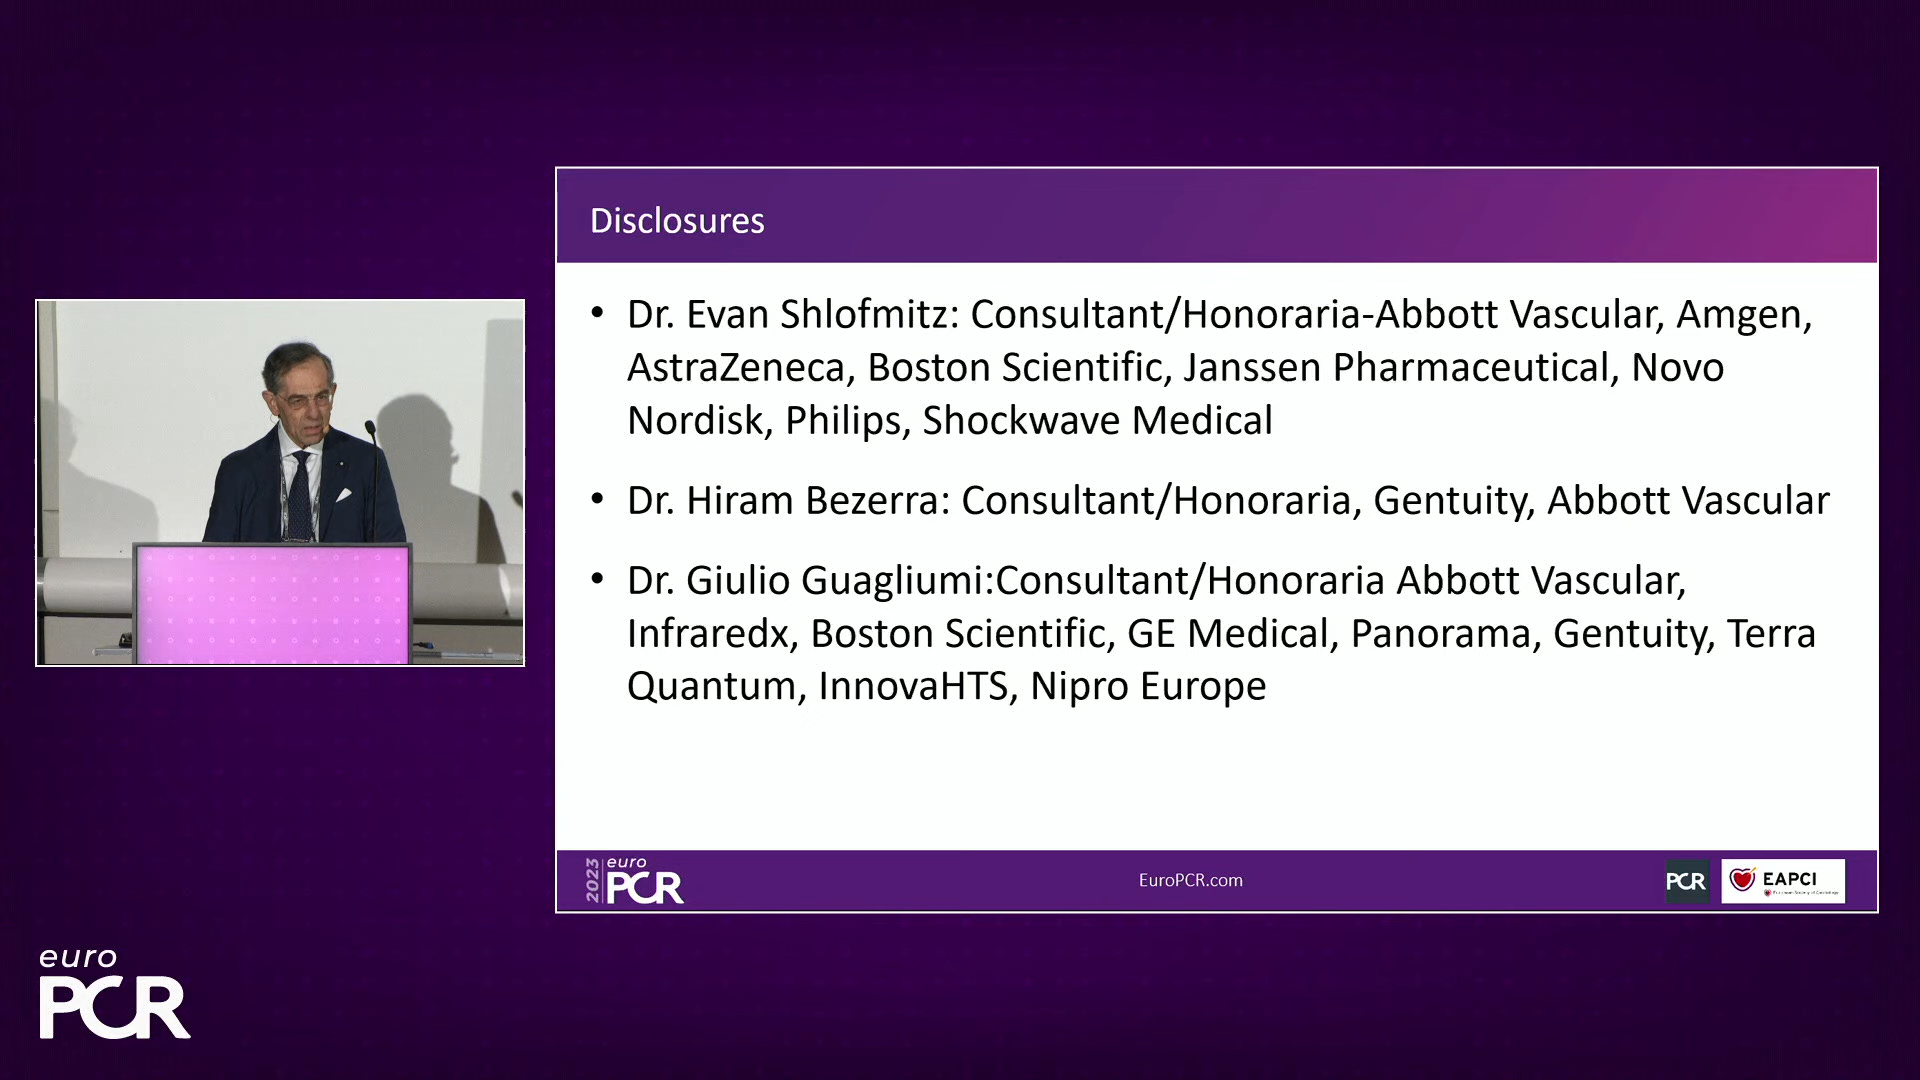 Disclosures
• Dr. Evan Shlofmitz: Consultant/Honoraria-Abbott Vascular, Amgen,
AstraZeneca, Boston Scientific, Janssen Pharmaceutical, Novo
Nordisk, Philips, Shockwave Medical
• Dr. Hiram Bezerra: Consultant/Honoraria, Gentuity, Abbott Vascular
• Dr. Giulio Guagliumi:Consultant/Honoraria Abbott Vascular,
Infraredx, Boston Scientific, GE Medical, Panorama, Gentuity, Terra
Quantum, InnovaHTS, Nipro Europe
2023
euro
PCR
EuroPCR.com
PCR
EAPCI
euro
PCR